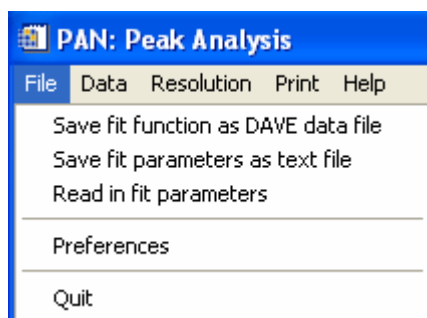 PAN: Peak Analysis
File Data Resolution Print Help
Save fit function as DAVE data file
Save fit parameters as text file
Read in fit parameters
Preferences
Quit